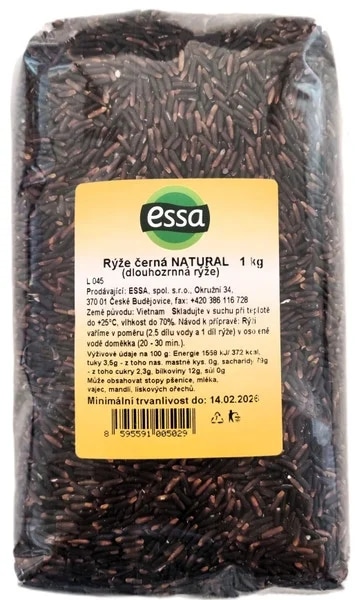 essa
Rýže černá NATURAL 1 kg
(dlouhozrnná rýže)
L 045
Prodávající: ESSA, spol. s.r.o., Okružní 34,
370 01 České Budějovice, fax: +420 386 116 728
Země původu: Vietnam Skladujte v suchu při teplotě
do +25°C, vlhkost do 70%. Návod k přípravě: Rýži
vaříme v poměru (2,5 dílu vody a 1 díl rýže) v osolené
vodě doměkka (20 - 30 min.).
Výživové údaje na 100 g: Energie 1558 kJ/ 372 kcal,
tuky 3,5g - z toho nas. mastné kys. 0g, sacharidy
- z toho cukry 2,3g, bílkoviny 12g, sůl 0g
Může obsahovat stopy pšenice, mléka,
vajec, mandlí, lískových ořechů.
Minimální trvanlivost do: 14.02.2026
8 595591 005029